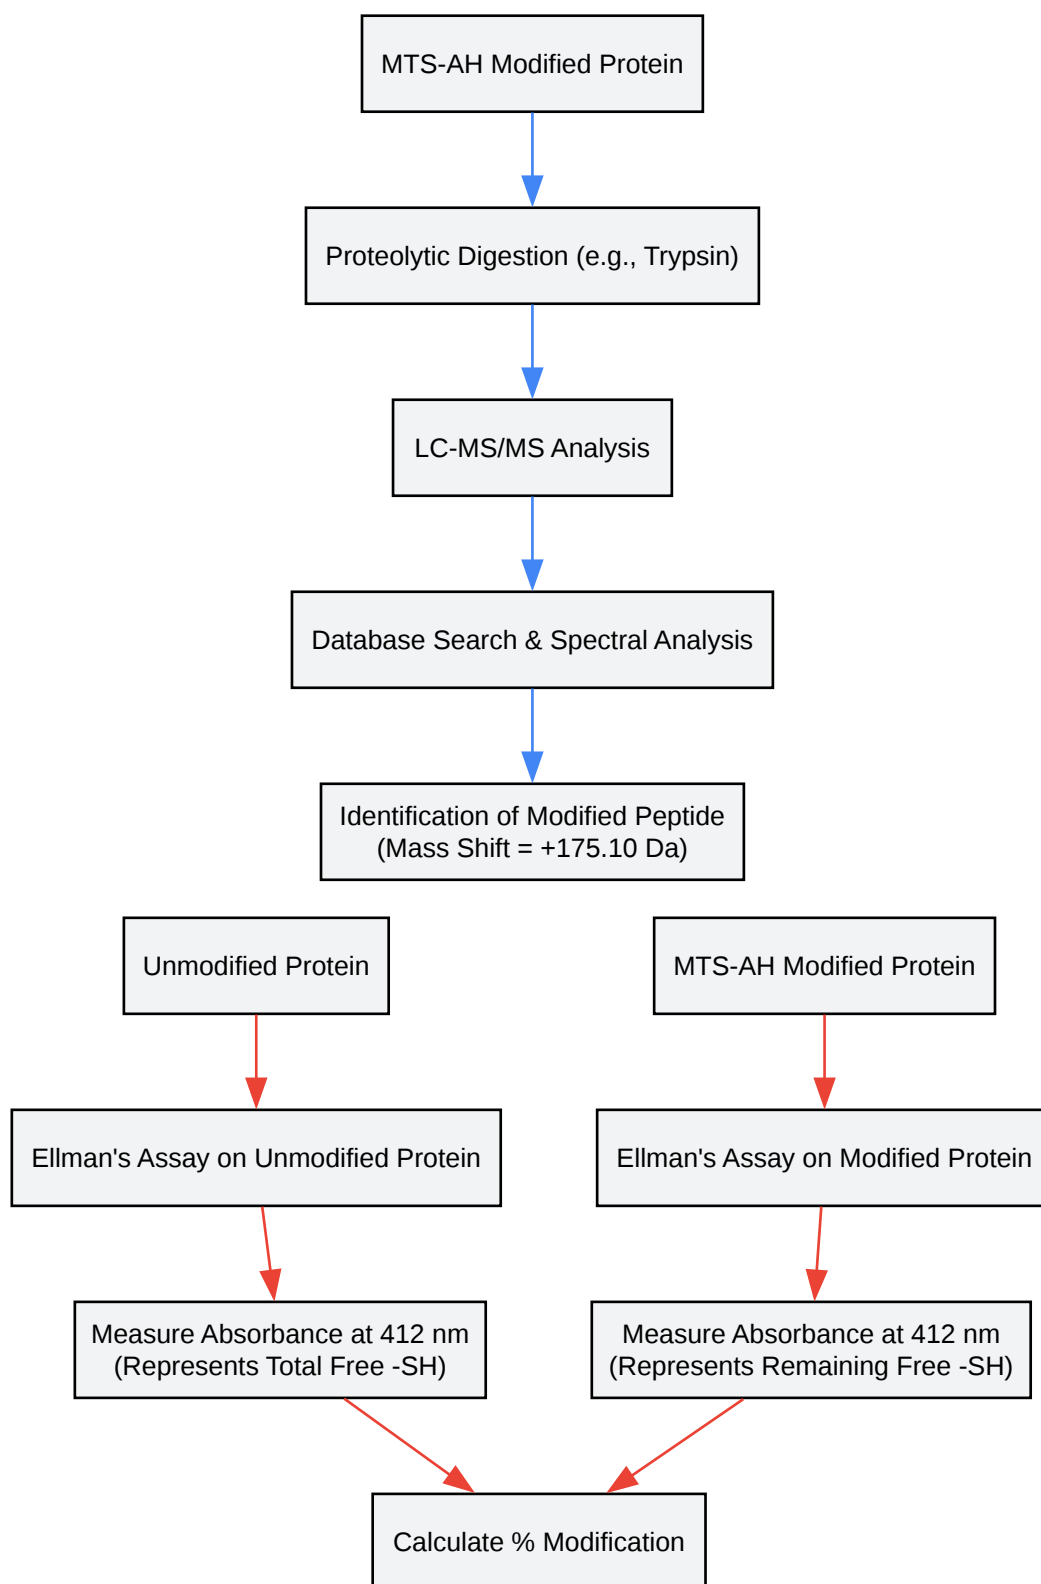 MTS-AH Modified Protein
Proteolytic Digestion (e.g., Trypsin)
LC-MS/MS Analysis
Database Search & Spectral Analysis
Identification of Modified Peptide
(Mass Shift = +175.10 Da)
Unmodified Protein
MTS-AH Modified Protein
Ellman's Assay on Unmodified Protein
Ellman's Assay on Modified Protein
Measure Absorbance at 412 nm
(Represents Total Free -SH)
Measure Absorbance at 412 nm
(Represents Remaining Free -SH)
Calculate % Modification